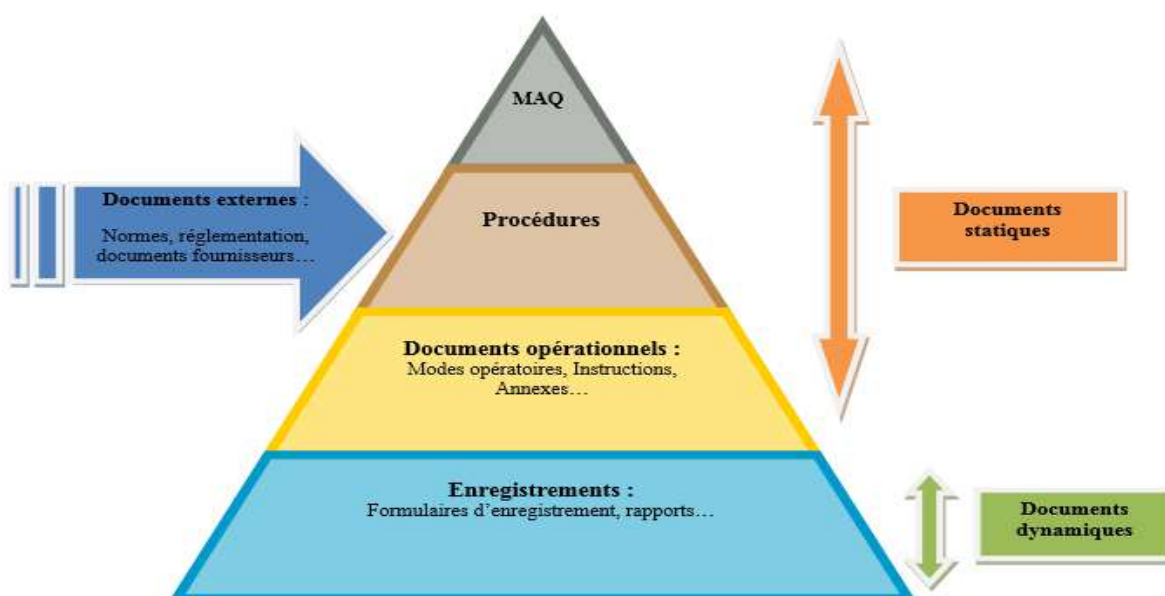 MAQ
Documents externes :
Normes, réglementation,
documents fournisseurs…
Procédures
Documents
statiques
Documents opérationnels :
Modes opératoires, Instructions,
Annexes…
Enregistrements :
Formulaires d’enregistrement, rapports…
Documents
dynamiques